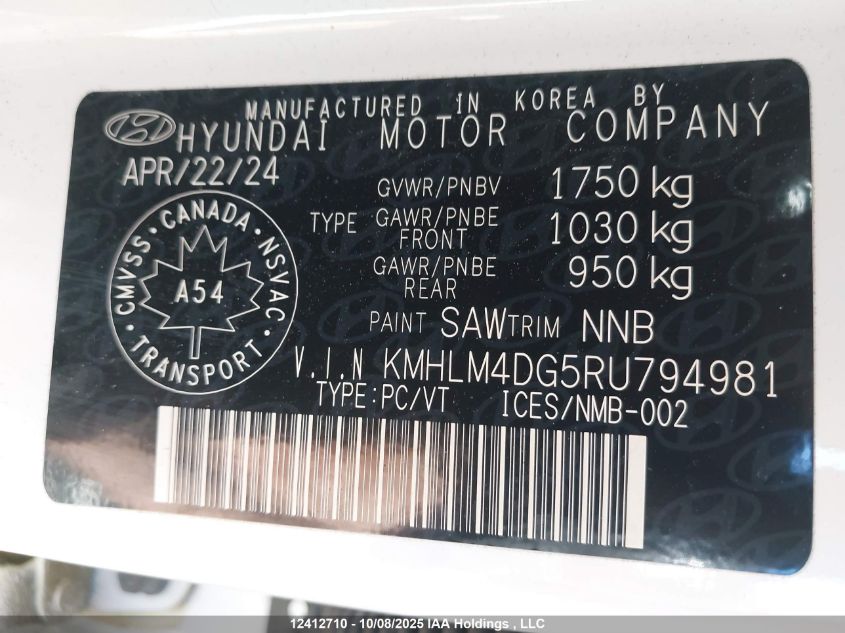 MANUFACTURED IN KOREA BY
HYUNDAI MOTOR COMPANY
APR/22/24
GVWR/PNBV 1750 kg
TYPE GAWR/PNBE FRONT 1030 kg
GAWR/PNBE REAR 950 kg
PAINT SAW TRIM NNB
V.I.N KMHLM4DG5RU794981
TYPE:PC/VT ICES/NMB-002
CMVSS • CANADA • NSVAC
A54
• TRANSPORT •
12412710 - 10/08/2025 IAA Holdings , LLC